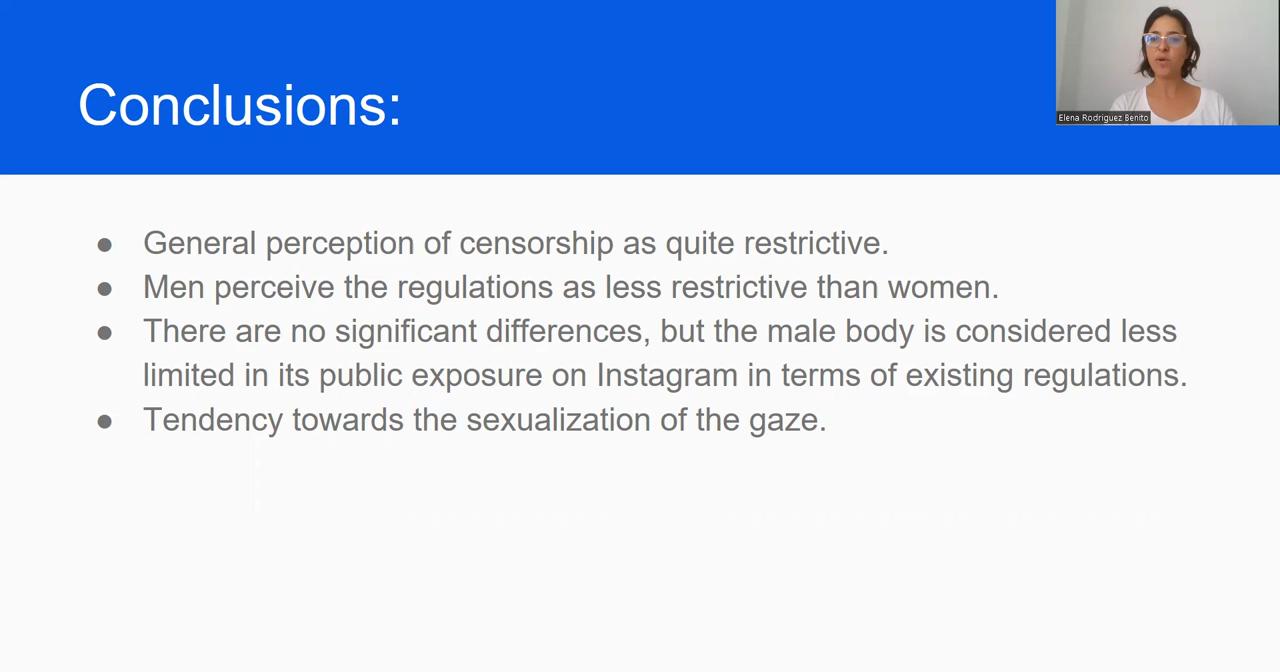 Conclusions:
Elena Rodriguez Benito
● General perception of censorship as quite restrictive.
● Men perceive the regulations as less restrictive than women.
● There are no significant differences, but the male body is considered less
limited in its public exposure on Instagram in terms of existing regulations.
● Tendency towards the sexualization of the gaze.